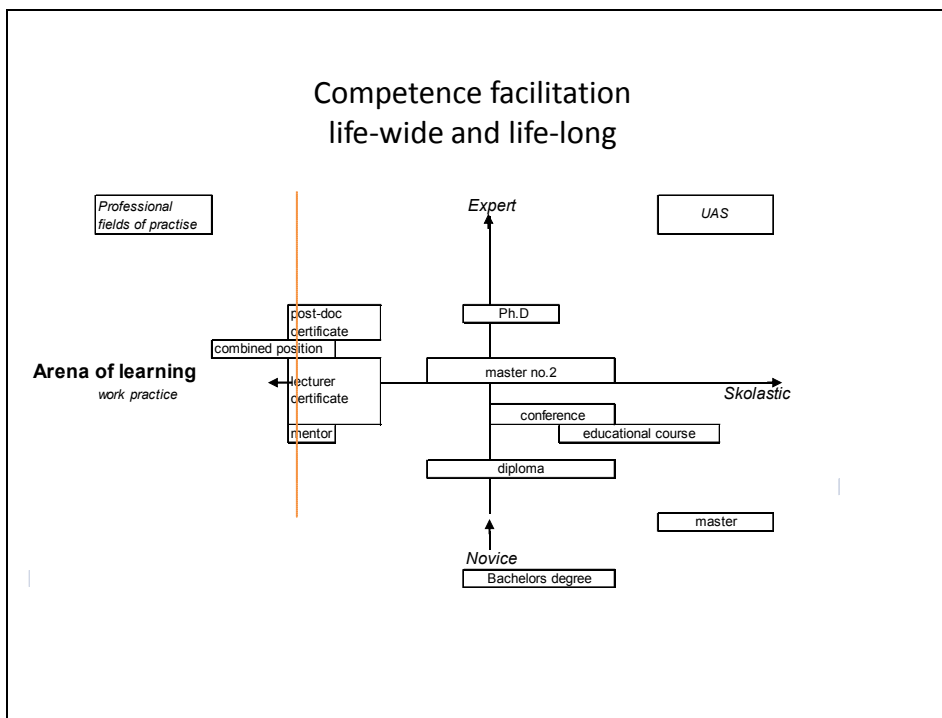 Competence facilitation
life-wide and life-long
Professional
fields of practise
Expert
UAS
post-doc
certificate
Ph.D
combined position
Arena of learning
work practice
lecturer
certificate
master no.2
Skolastic
conference
mentor
educational course
diploma
master
Novice
Bachelors degree